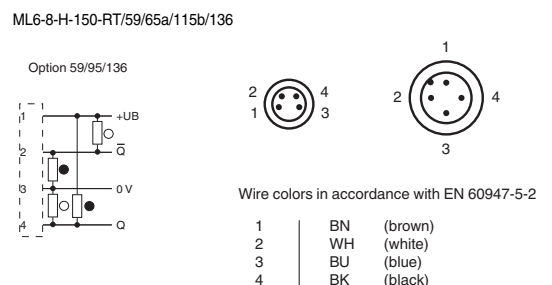 ML6-8-H-150-RT/59/65a/115b/136
Option 59/95/136
1 +UB
2 Q̅
3 0 V
4 Q
2 4
1 3
1
2 4
3
Wire colors in accordance with EN 60947-5-2
1 BN (brown)
2 WH (white)
3 BU (blue)
4 BK (black)